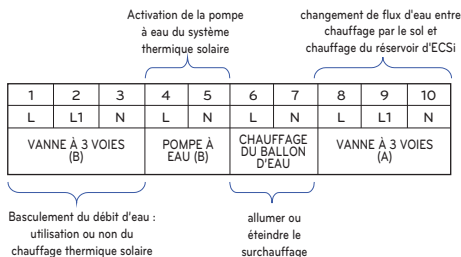 Activation de la pompe
à eau du système
thermique solaire
changement de flux d'eau entre
chauffage par le sol et
chauffage du réservoir d'ECSi
1 2 3 4 5 6 7 8 9 10
L L1 N L N L N L L1 N
VANNE À 3 VOIES
(B)
POMPE À
EAU (B)
CHAUFFAGE
DU BALLON
D'EAU
VANNE À 3 VOIES
(A)
Basculement du débit d'eau :
utilisation ou non du
chauffage thermique solaire
allumer ou
éteindre le
surchauffage